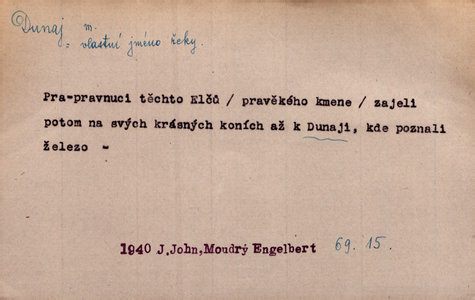 Dunaj m.
= vlastní jméno řeky.
Pra-pravnuci těchto Elčů / pravěkého kmene / zajeli
potom na svých krásných koních až k Dunaji, kde poznali
železo -
1940 J.John,Moudrý Engelbert 69. 15.